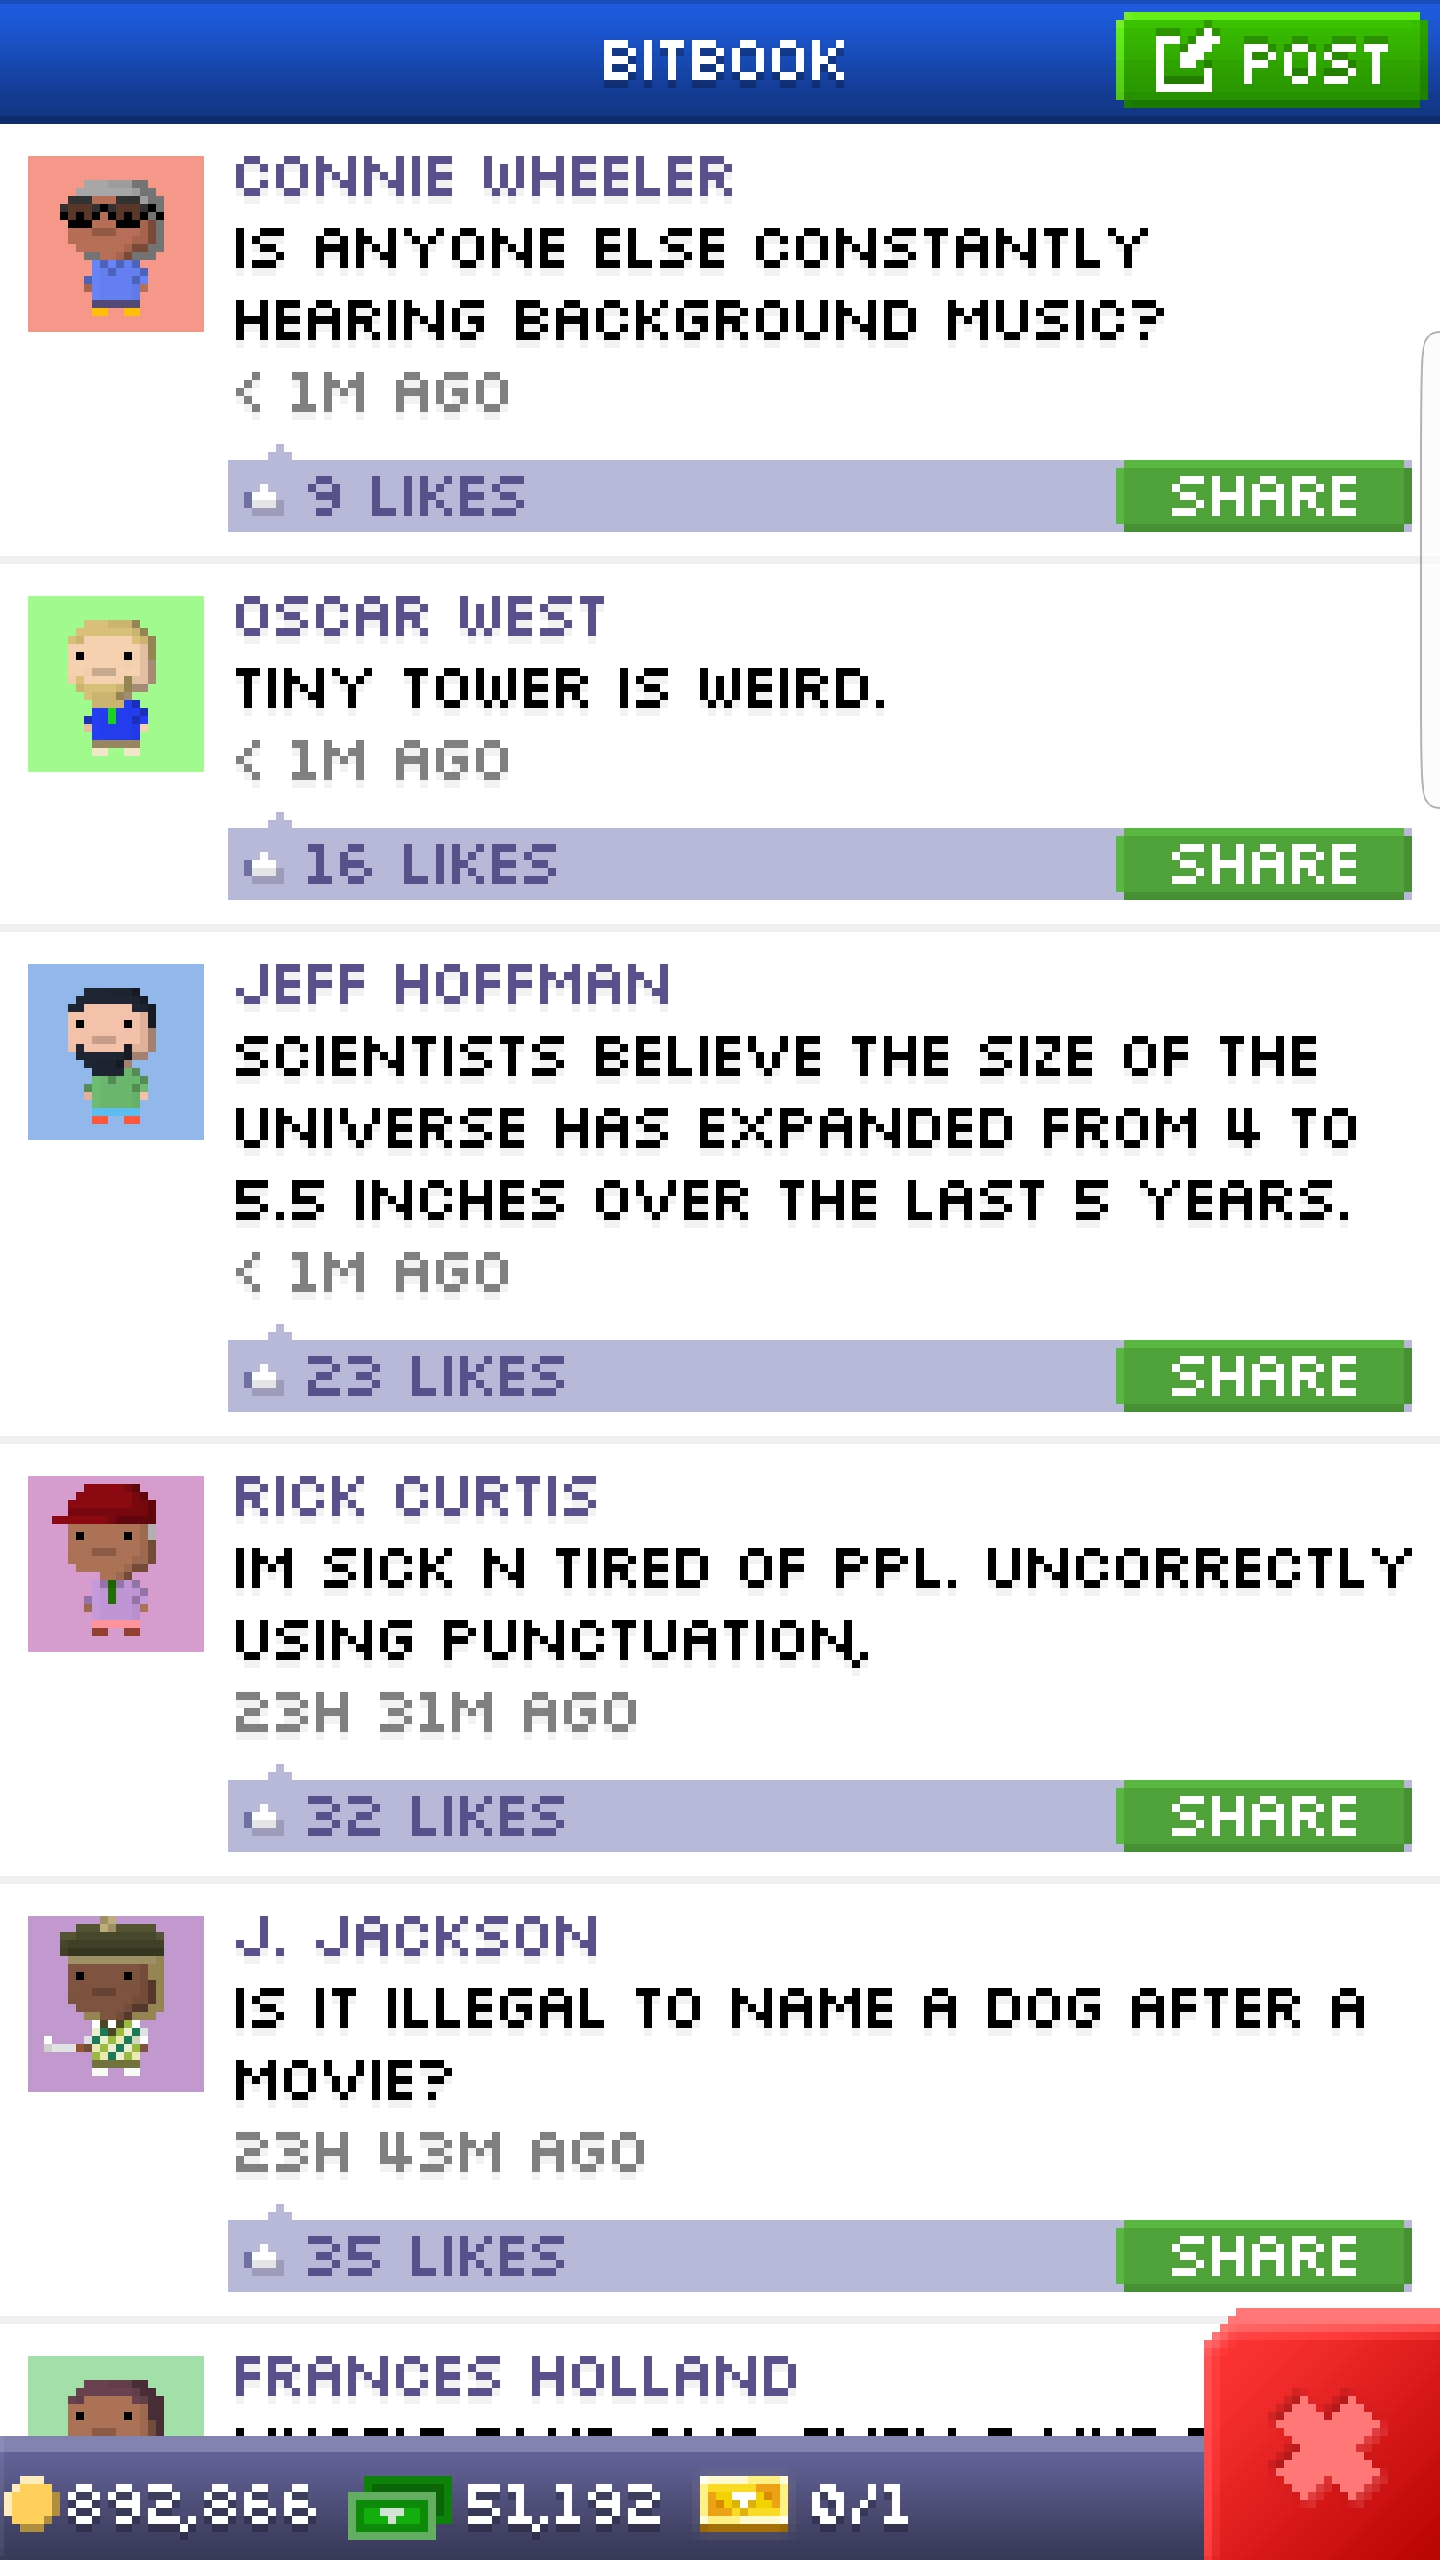 BITBOOK
POST
CONNIE WHEELER
IS ANYONE ELSE CONSTANTLY
HEARING BACKGROUND MUSIC?
< 1M AGO
9 LIKES
SHARE
OSCAR WEST
TINY TOWER IS WEIRD.
< 1M AGO
16 LIKES
SHARE
JEFF HOFFMAN
SCIENTISTS BELIEVE THE SIZE OF THE
UNIVERSE HAS EXPANDED FROM 4 TO
5.5 INCHES OVER THE LAST 5 YEARS.
< 1M AGO
23 LIKES
SHARE
RICK CURTIS
IM SICK N TIRED OF PPL. UNCORRECTLY
USING PUNCTUATION,
23H 31M AGO
32 LIKES
SHARE
J. JACKSON
IS IT ILLEGAL TO NAME A DOG AFTER A
MOVIE?
23H 43M AGO
35 LIKES
SHARE
FRANCES HOLLAND
892,866 51,192 0/1